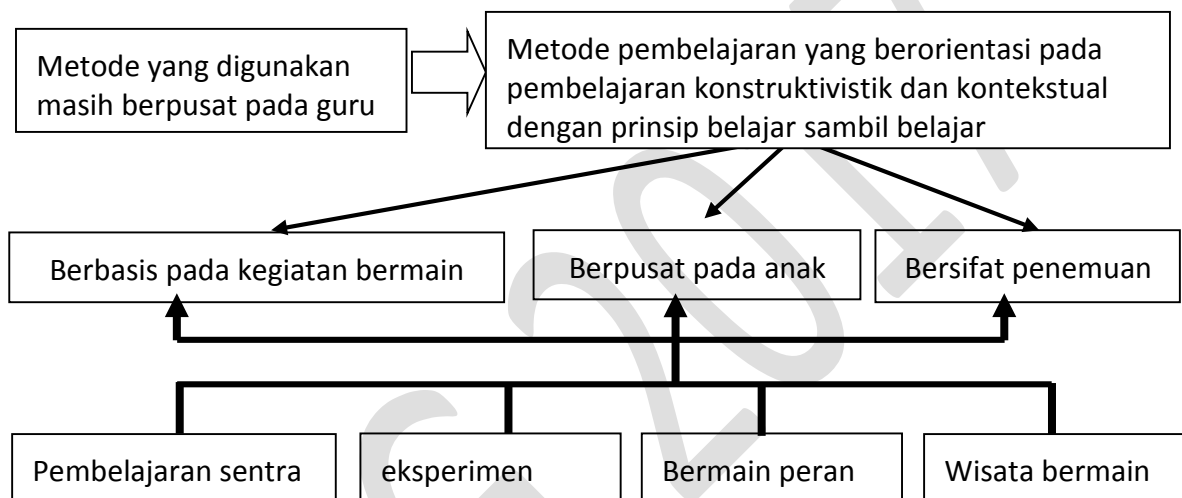 Metode yang digunakan
masih berpusat pada guru
Metode pembelajaran yang berorientasi pada
pembelajaran konstruktivistik dan kontekstual
dengan prinsip belajar sambil belajar
Berbasis pada kegiatan bermain
Berpusat pada anak
Bersifat penemuan
Pembelajaran sentra
eksperimen
Bermain peran
Wisata bermain